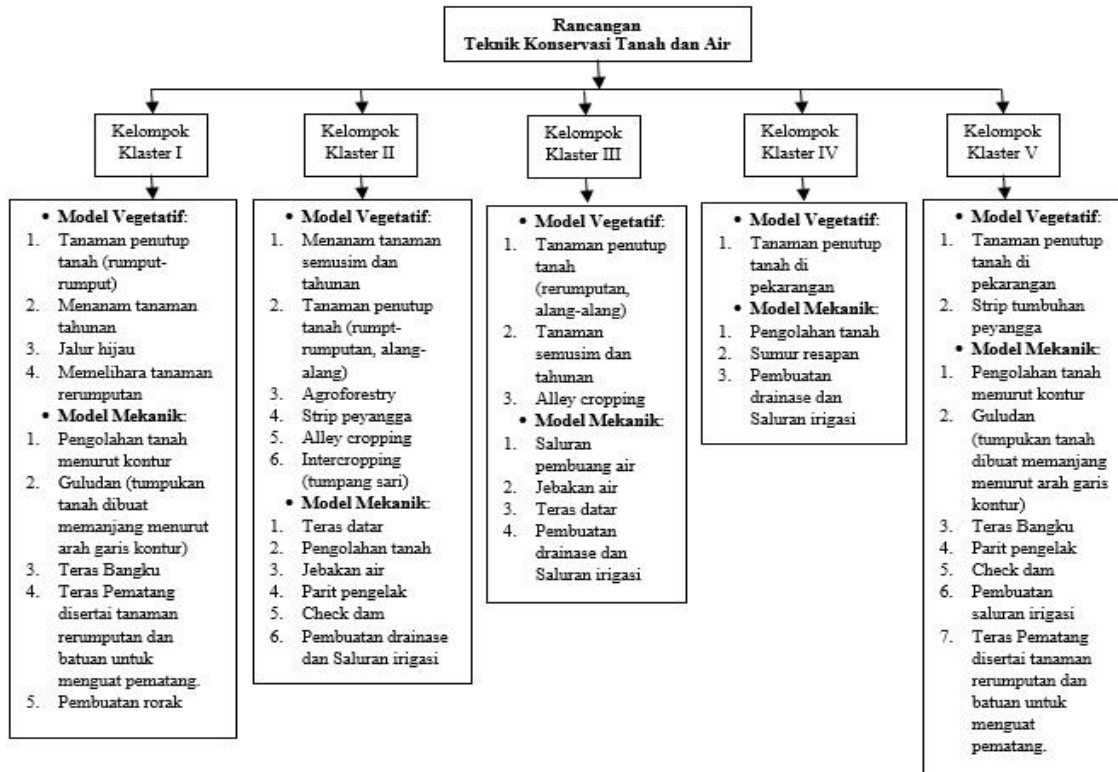 Rancangan
Teknik Konservasi Tanah dan Air
Kelompok
Klaster I
Kelompok
Klaster II
Kelompok
Klaster III
Kelompok
Klaster IV
Kelompok
Klaster V
• Model Vegetatif:
1. Tanaman penutup
tanah (rumput-
rumput)
2. Menanam tanaman
tahunan
3. Jalur hijau
4. Memelihara tanaman
rerumputan
• Model Mekanik:
1. Pengolahan tanah
menurut kontur
2. Guludan (tumpukan
tanah dibuat
memanjang menurut
arah garis kontur)
3. Teras Bangku
4. Teras Pematang
disertai tanaman
rerumputan dan
batuan untuk
menguat pematang.
5. Pembuatan rorak
• Model Vegetatif:
1. Menanam tanaman
semusim dan
tahunan
2. Tanaman penutup
tanah (rumpt-
rumputan, alang-
alang)
3. Agroforestry
4. Strip peyangga
5. Alley cropping
6. Intercropping
(tumpang sari)
• Model Mekanik:
1. Teras datar
2. Pengolahan tanah
3. Jebakan air
4. Parit pengelak
5. Check dam
6. Pembuatan drainase
dan Saluran irigasi
• Model Vegetatif:
1. Tanaman penutup
tanah
(rerumputan,
alang-alang)
2. Tanaman
semusim dan
tahunan
3. Alley cropping
• Model Mekanik:
1. Saluran
pembuang air
2. Jebakan air
3. Teras datar
4. Pembuatan
drainase dan
Saluran irigasi
• Model Vegetatif:
1. Tanaman penutup
tanah di
pekarangan
• Model Mekanik:
1. Pengolahan tanah
2. Sumur resapan
3. Pembuatan
drainase dan
Saluran irigasi
• Model Vegetatif:
1. Tanaman penutup
tanah di
pekarangan
2. Strip tumbuhan
peyangga
• Model Mekanik:
1. Pengolahan tanah
menurut kontur
2. Guludan
(tumpukan tanah
dibuat memanjang
menurut arah garis
kontur)
3. Teras Bangku
4. Parit pengelak
5. Check dam
6. Pembuatan
saluran irigasi
7. Teras Pematang
disertai tanaman
rerumputan dan
batuan untuk
menguat
pematang.